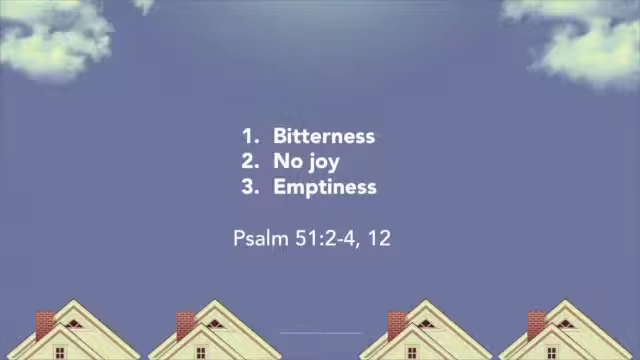 1. Bitterness
2. No joy
3. Emptiness
Psalm 51:2-4, 12